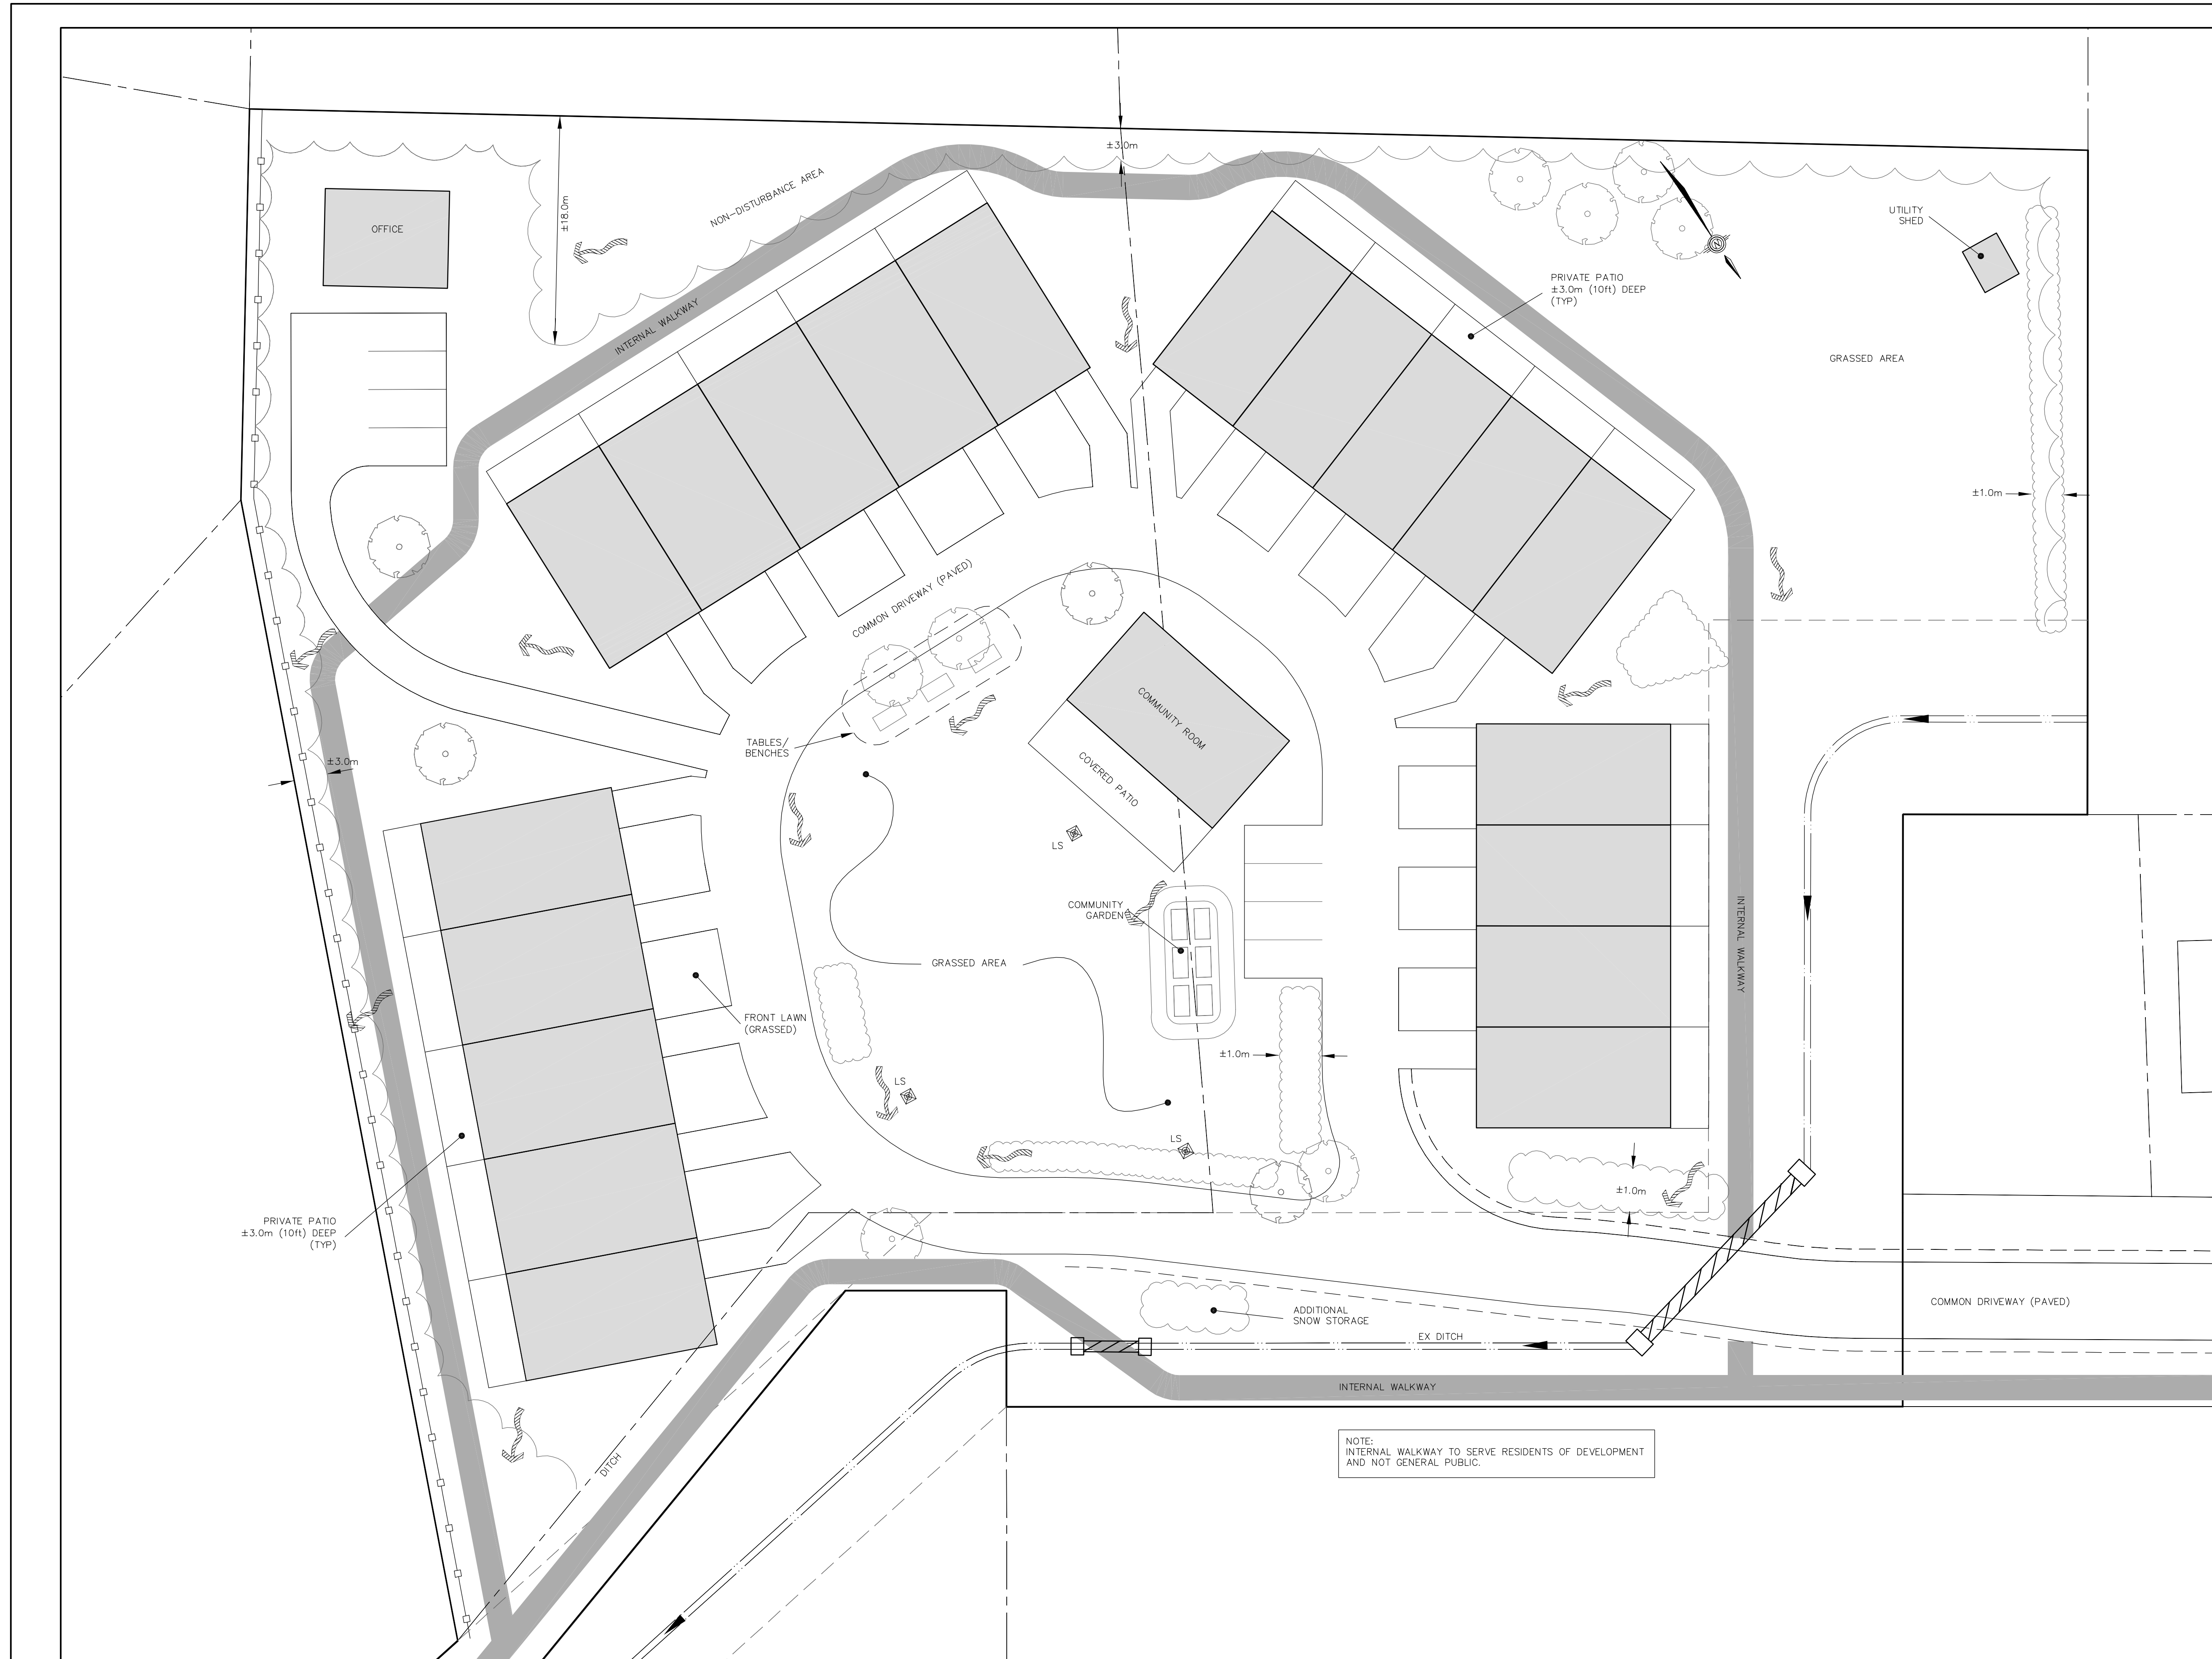 ±3.0m
NON-DISTURBANCE AREA
±18.0m
OFFICE
UTILITY
SHED
N
PRIVATE PATIO
±3.0m (10ft) DEEP
(TYP)
INTERNAL WALKWAY
GRASSED AREA
±1.0m
COMMON DRIVEWAY (PAVED)
COMMUNITY ROOM
TABLES/
BENCHES
COVERED PATIO
±3.0m
LS
COMMUNITY
GARDEN
GRASSED AREA
INTERNAL WALKWAY
FRONT LAWN
(GRASSED)
±1.0m
LS
LS
±1.0m
PRIVATE PATIO
±3.0m (10ft) DEEP
(TYP)
ADDITIONAL
SNOW STORAGE
COMMON DRIVEWAY (PAVED)
EX DITCH
INTERNAL WALKWAY
DITCH
NOTE:
INTERNAL WALKWAY TO SERVE RESIDENTS OF DEVELOPMENT
AND NOT GENERAL PUBLIC.